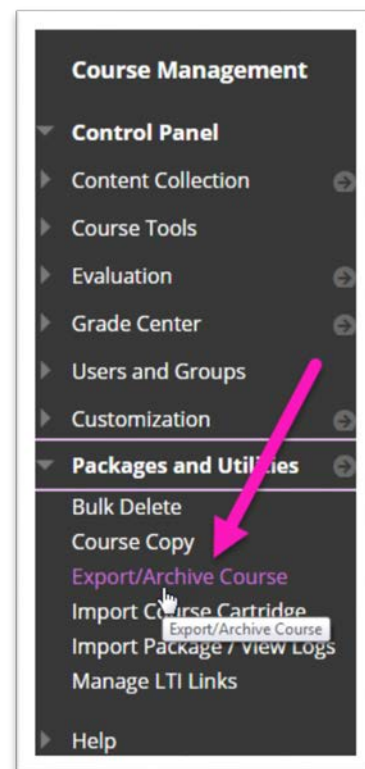 Course Management
Control Panel
Content Collection
Course Tools
Evaluation
Grade Center
Users and Groups
Customization
Packages and Utilities
Bulk Delete
Course Copy
Export/Archive Course
Import Course Cartridge
Export/Archive Course
Import Package / View Logs
Manage LTI Links
Help